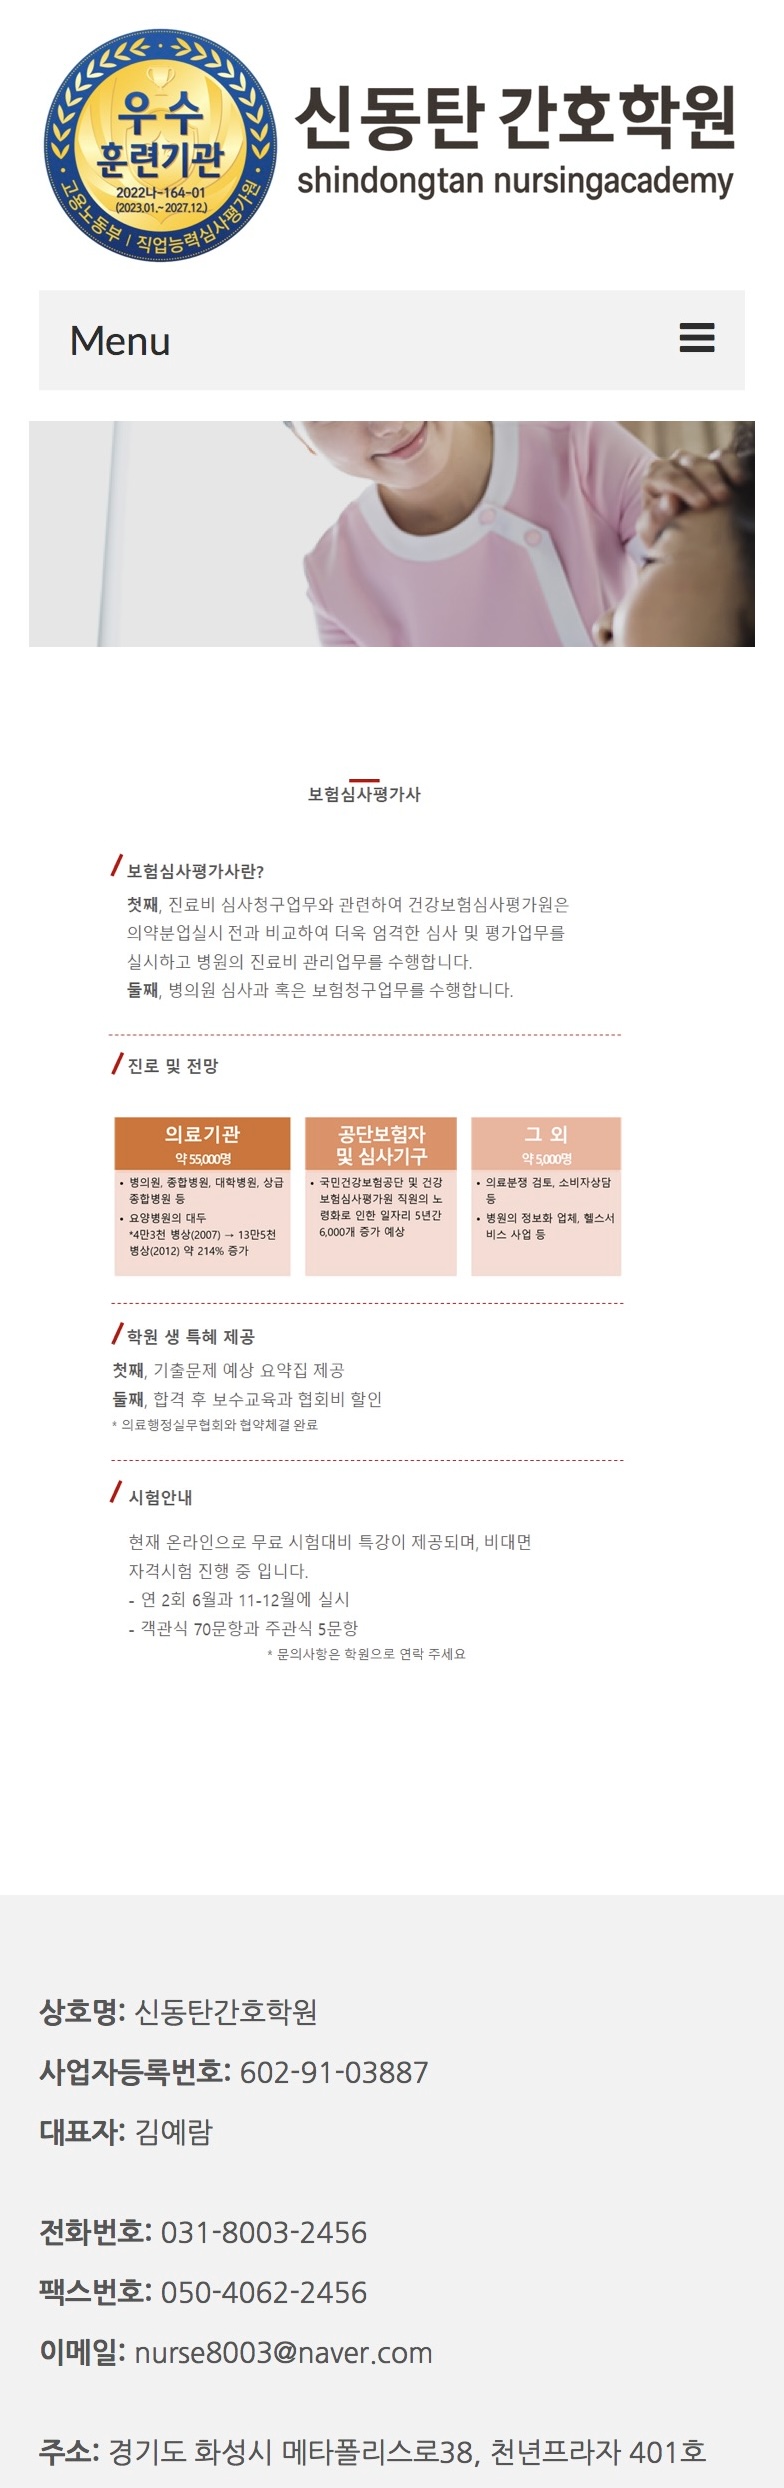 우수
훈련기관
2022나-164-01
(2023.01.~2027.12.)
고용노동부 | 직업능력심사평가원
신동탄 간호학원
shindongtan nursingacademy
Menu
보험심사평가사
보험심사평가사란?
첫째, 진료비 심사청구업무와 관련하여 건강보험심사평가원은
의약분업실시 전과 비교하여 더욱 엄격한 심사 및 평가업무를
실시하고 병원의 진료비 관리업무를 수행합니다.
둘째, 병의원 심사과 혹은 보험청구업무를 수행합니다.
진로 및 전망
의료기관
약 55,000명
• 병의원, 종합병원, 대학병원, 상급
종합병원 등
• 요양병원의 대두
*4만3천 병상(2007) → 13만5천
병상(2012) 약 214% 증가
공단보험자
및 심사기구
• 국민건강보험공단 및 건강
보험심사평가원 직원의 노
령화로 인한 일자리 5년간
6,000개 증가 예상
그 외
약 5,000명
• 의료분쟁 검토, 소비자상담
등
• 병원의 정보화 업체, 헬스서
비스 사업 등
학원 생 특혜 제공
첫째, 기출문제 예상 요약집 제공
둘째, 합격 후 보수교육과 협회비 할인
* 의료행정실무협회와 협약체결 완료
시험안내
현재 온라인으로 무료 시험대비 특강이 제공되며, 비대면
자격시험 진행 중 입니다.
- 연 2회 6월과 11-12월에 실시
- 객관식 70문항과 주관식 5문항
* 문의사항은 학원으로 연락 주세요
상호명: 신동탄간호학원
사업자등록번호: 602-91-03887
대표자: 김예람
전화번호: 031-8003-2456
팩스번호: 050-4062-2456
이메일: nurse8003@naver.com
주소: 경기도 화성시 메타폴리스로38, 천년프라자 401호